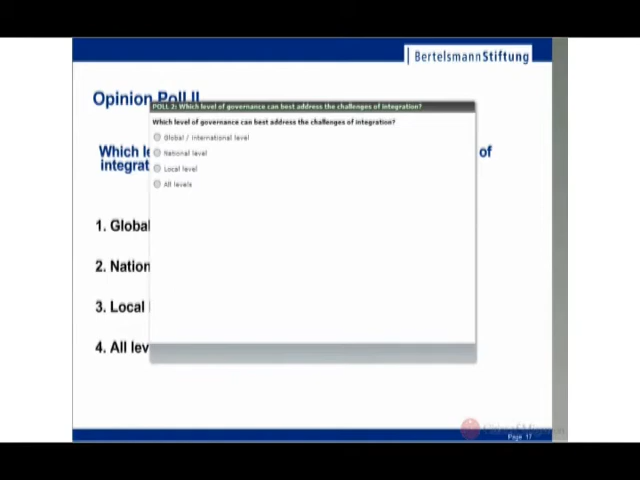 BertelsmannStiftung
Opinion Poll II
POLL 2: Which level of governance can best address the challenges of integration?
Which level of governance can best address the challenges of integration?
Global / international level
National level
Local level
All levels
Which le
of
integrat
1. Global
2. Nation
3. Local
4. All lev
Page 17